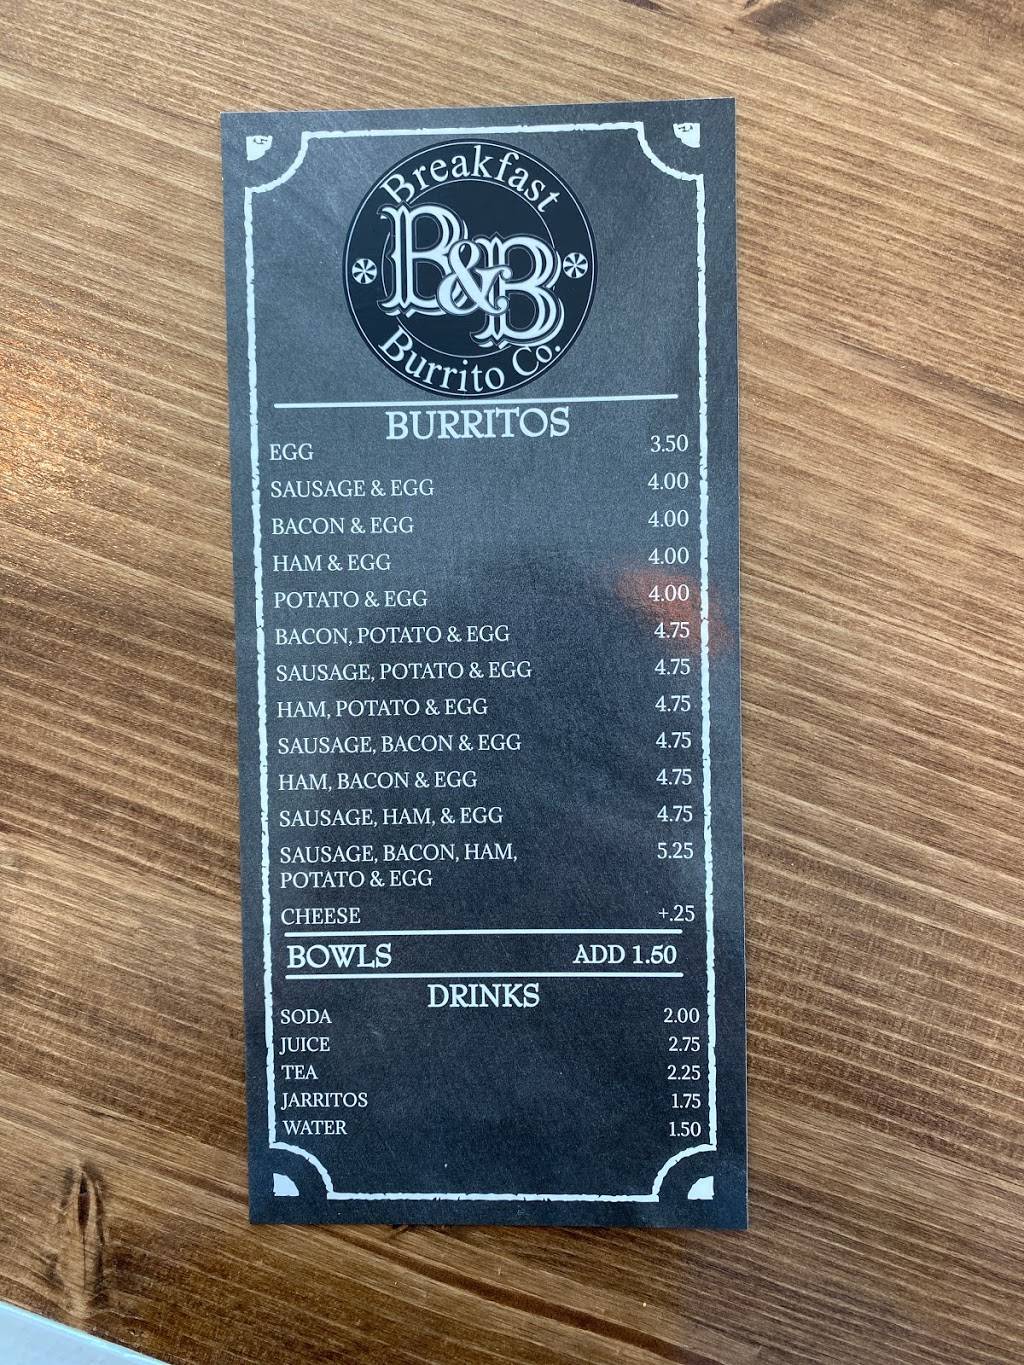 Breakfast
B&B
Burrito Co.
BURRITOS
EGG 3.50
SAUSAGE & EGG 4.00
BACON & EGG 4.00
HAM & EGG 4.00
POTATO & EGG 4.00
BACON, POTATO & EGG 4.75
SAUSAGE, POTATO & EGG 4.75
HAM, POTATO & EGG 4.75
SAUSAGE, BACON & EGG 4.75
HAM, BACON & EGG 4.75
SAUSAGE, HAM, & EGG 4.75
SAUSAGE, BACON, HAM, 5.25
POTATO & EGG
CHEESE +.25
BOWLS ADD 1.50
DRINKS
SODA 2.00
JUICE 2.75
TEA 2.25
JARRITOS 1.75
WATER 1.50